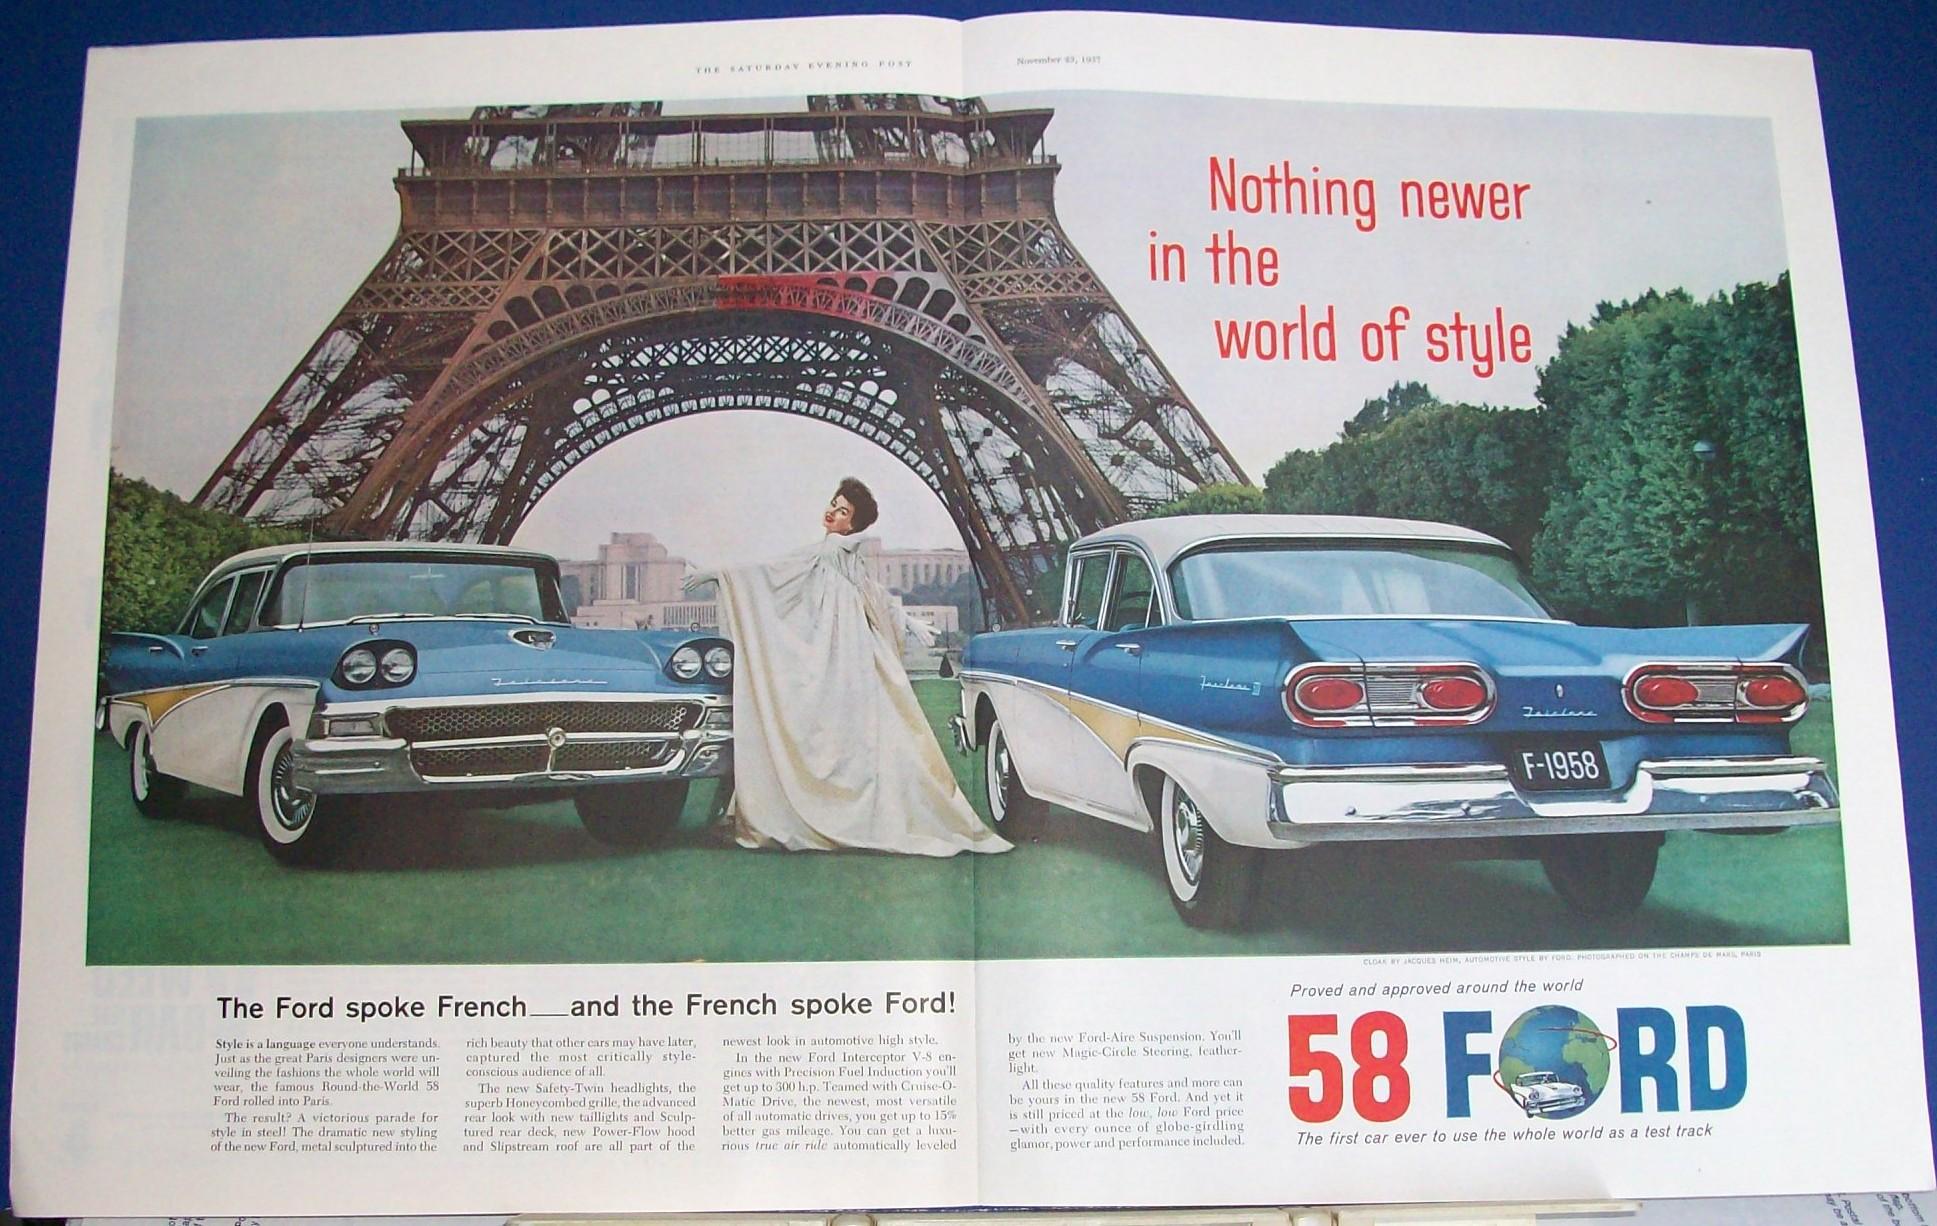 THE SATURDAY EVENING POST
November 23, 1957
Nothing newer
in the
world of style
Fairlane
Fairlane
Fairlane
F-1958
CLOAK BY JACQUES HEIM, AUTOMOTIVE STYLE BY FORD. PHOTOGRAPHED ON THE CHAMPS DE MARS, PARIS
The Ford spoke French—and the French spoke Ford!
Style is a language everyone understands.
Just as the great Paris designers were un-
veiling the fashions the whole world will
wear, the famous Round-the-World 58
Ford rolled into Paris.
The result? A victorious parade for
style in steel! The dramatic new styling
of the new Ford, metal sculptured into the
rich beauty that other cars may have later,
captured the most critically style-
conscious audience of all.
The new Safety-Twin headlights, the
superb Honeycombed grille, the advanced
rear look with new taillights and Sculp-
tured rear deck, new Power-Flow hood
and Slipstream roof are all part of the
newest look in automotive high style.
In the new Ford Interceptor V-8 en-
gines with Precision Fuel Induction you'll
get up to 300 h.p. Teamed with Cruise-O-
Matic Drive, the newest, most versatile
of all automatic drives, you get up to 15%
better gas mileage. You can get a luxu-
rious true air ride automatically leveled
by the new Ford-Aire Suspension. You'll
get new Magic-Circle Steering, feather-
light.
All these quality features and more can
be yours in the new 58 Ford. And yet it
is still priced at the low, low Ford price
—with every ounce of globe-girdling
glamor, power and performance included.
Proved and approved around the world
58 FORD
The first car ever to use the whole world as a test track